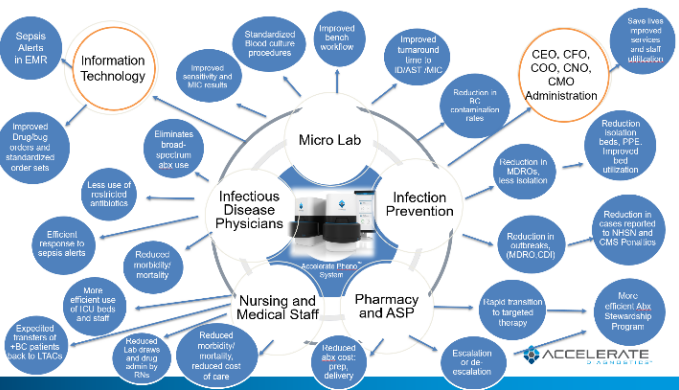 Sepsis
Alerts
in EMR
Information
Technology
Standardized
Blood culture
procedures
Improved
bench
workflow
Improved
turnaround
time to
ID/AST /MIC
CEO, CFO,
COO, CNO,
CMO
Administration
Save lives
improved
services
and staff
utilization
Improved
sensitivity and
MIC results
Reduction in
BC
contamination
rates
Improved
Drug/bug
orders and
standardized
order sets
Eliminates
broad-
spectrum
abx use
Micro Lab
Reduction
isolation
beds, PPE.
Improved
bed
utilization
Reduction in
MDROs,
less isolation
Less use of
restricted
antibiotics
Infectious
Disease
Physicians
Infection
Prevention
Efficient
response to
sepsis alerts
Reduction in
outbreaks,
(MDRO,CDI)
Reduction in
cases reported
to NHSN and
CMS Penalties
Reduced
morbidity/
mortality
Accelerate Pheno™
System
More
efficient use
of ICU beds
and staff
Nursing and
Medical Staff
Pharmacy
and ASP
Rapid transition
to targeted
therapy
More
efficient Abx
Stewardship
Program
Expedited
transfers of
+BC patients
back to LTACs
Reduced
Lab draws
and drug
admin by
RNs
Reduced
morbidity/
mortality,
reduced cost
of care
Reduced
abx cost:
prep,
delivery
Escalation
or de-
escalation
ACCELERATE
DIAGNOSTICS